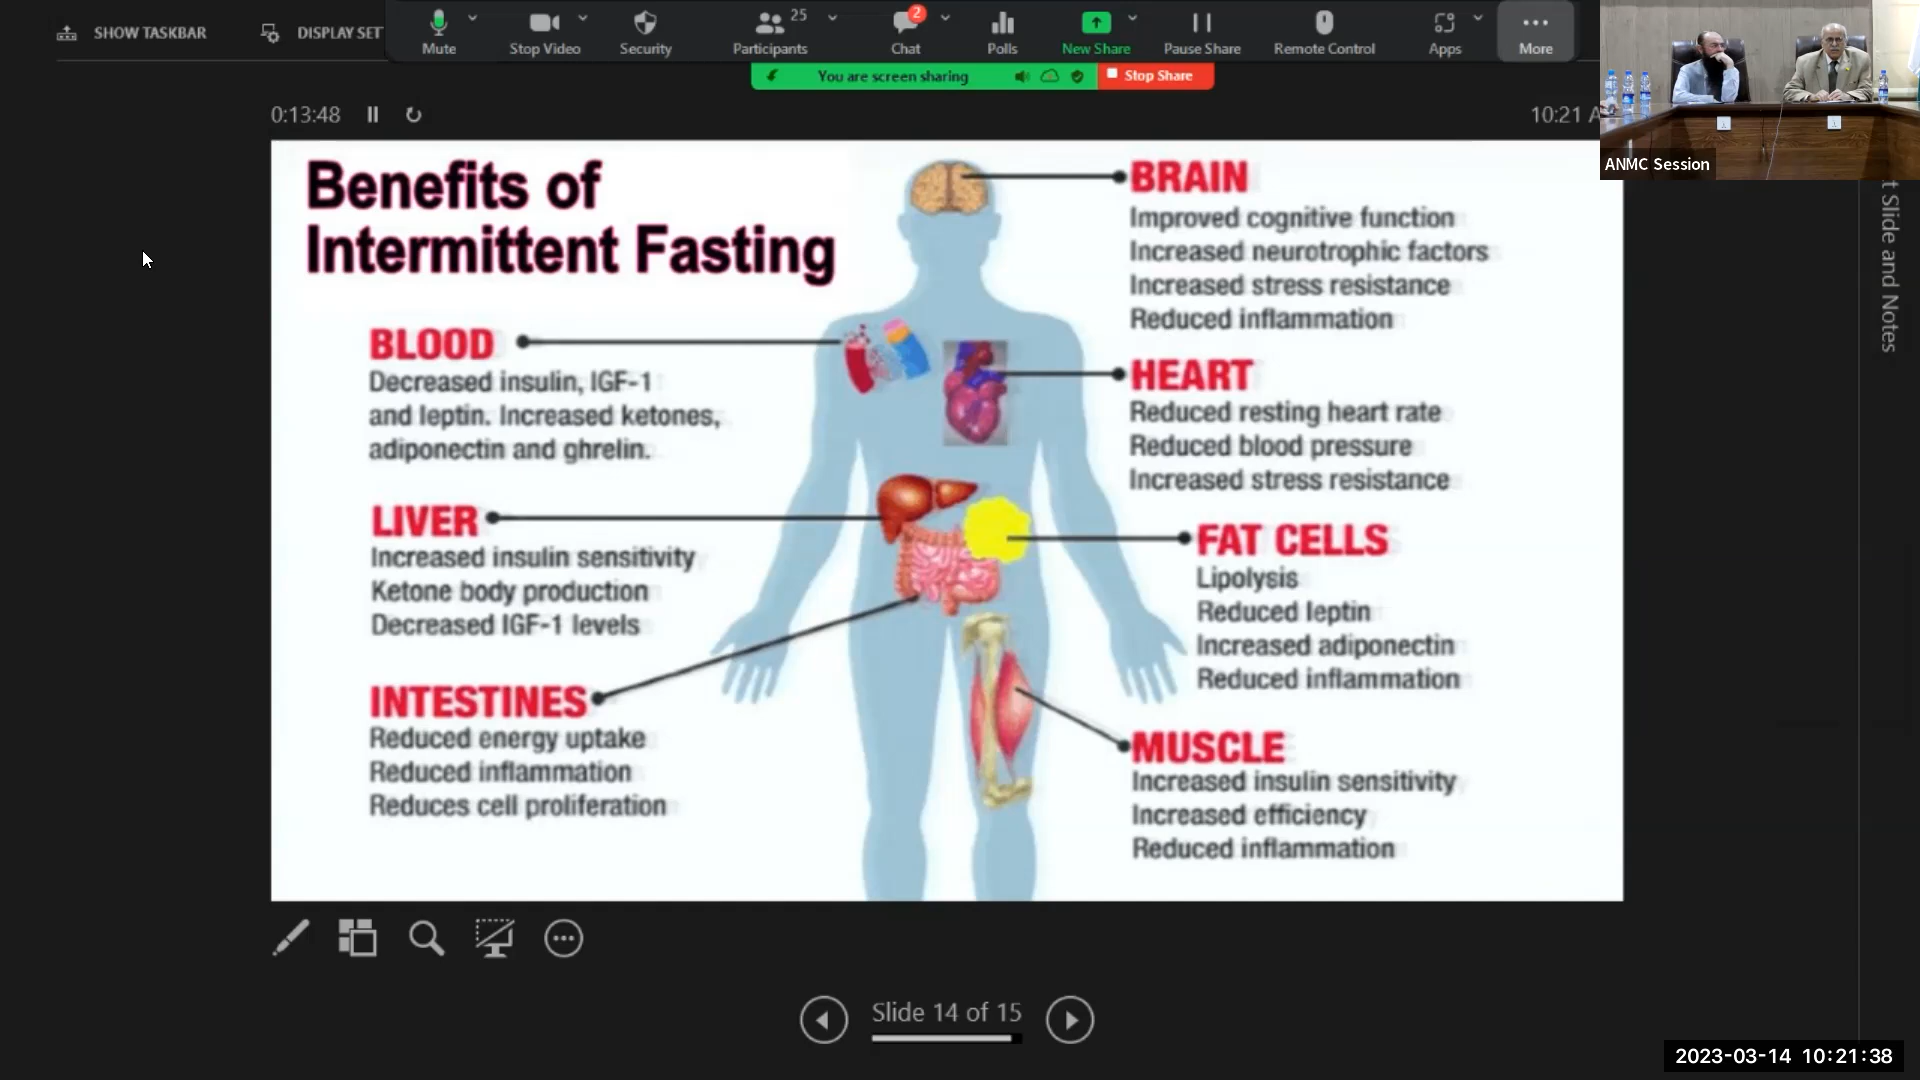 SHOW TASKBAR
DISPLAY SET
Mute
Stop Video
Security
Participants
25
Chat
2
Polls
New Share
Pause Share
Remote Control
Apps
More
You are screen sharing
Stop Share
ANMC Session
0:13:48
10:21 A
Benefits of
Intermittent Fasting
BLOOD
Decreased insulin, IGF-1
and leptin. Increased ketones,
adiponectin and ghrelin.
LIVER
Increased insulin sensitivity
Ketone body production
Decreased IGF-1 levels
INTESTINES
Reduced energy uptake
Reduced inflammation
Reduces cell proliferation
BRAIN
Improved cognitive function
Increased neurotrophic factors
Increased stress resistance
Reduced inflammation
HEART
Reduced resting heart rate
Reduced blood pressure
Increased stress resistance
FAT CELLS
Lipolysis
Reduced leptin
Increased adiponectin
Reduced inflammation
MUSCLE
Increased insulin sensitivity
Increased efficiency
Reduced inflammation
t Slide and Notes
Slide 14 of 15
2023-03-14 10:21:38